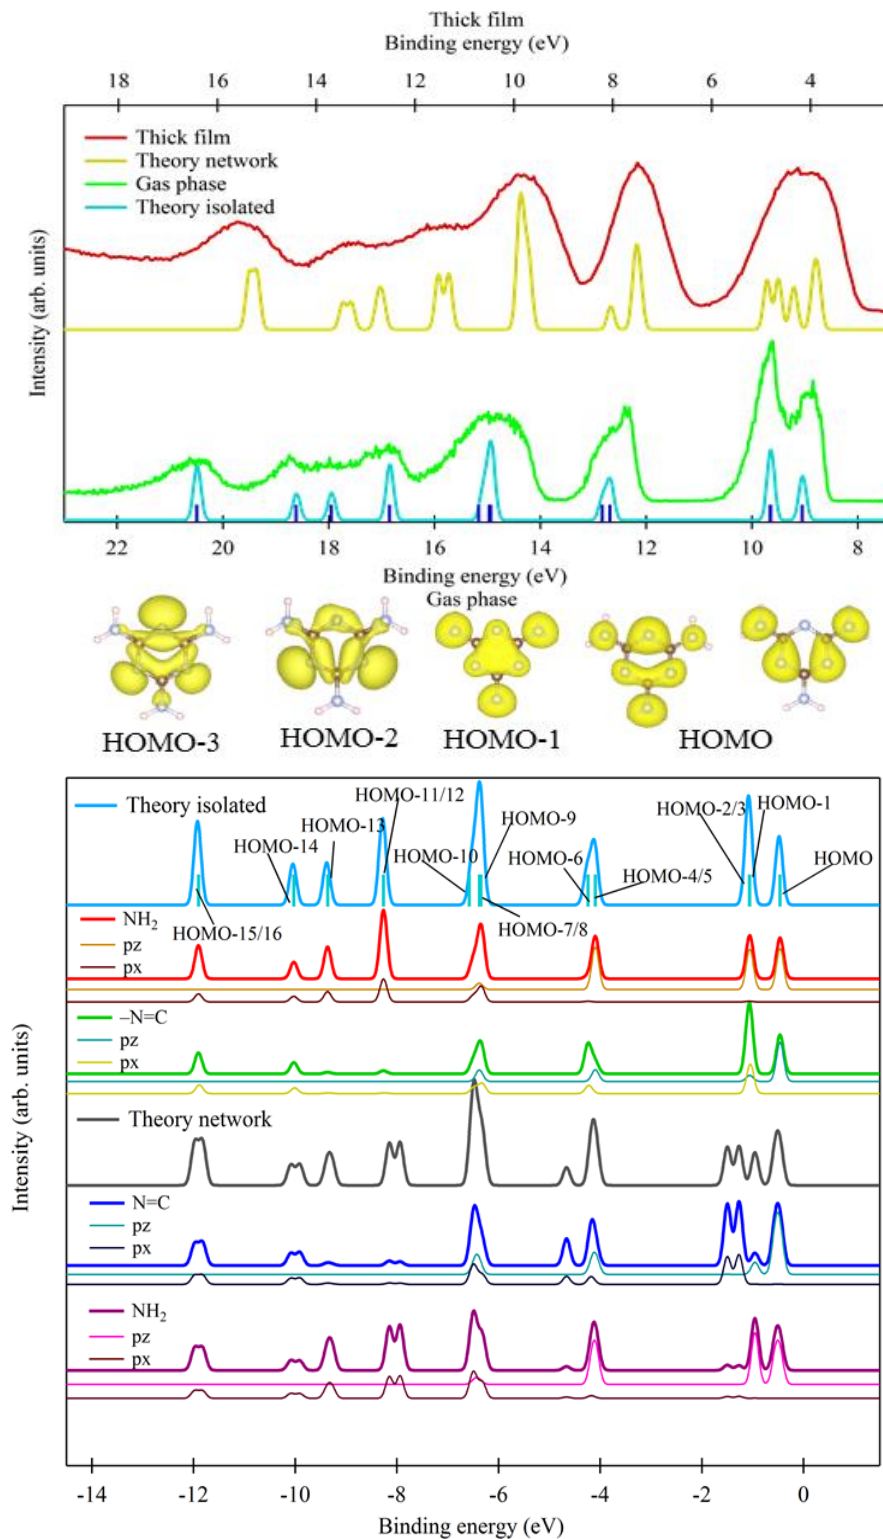 Thick film
Binding energy (eV)
18 16 14 12 10 8 6 4
Thick film
Theory network
Gas phase
Theory isolated
Intensity (arb. units)
22 20 18 16 14 12 10 8
Binding energy (eV)
Gas phase
HOMO-3 HOMO-2 HOMO-1 HOMO
Theory isolated
HOMO-11/12
HOMO-2/3 HOMO-1
HOMO-14 HOMO-13
HOMO-10 HOMO-9
HOMO-6 HOMO
HOMO-4/5
HOMO-15/16 HOMO-7/8
NH₂
pz
px
–N=C
pz
px
Theory network
N=C
pz
px
NH₂
pz
px
Intensity (arb. units)
-14 -12 -10 -8 -6 -4 -2 0
Binding energy (eV)